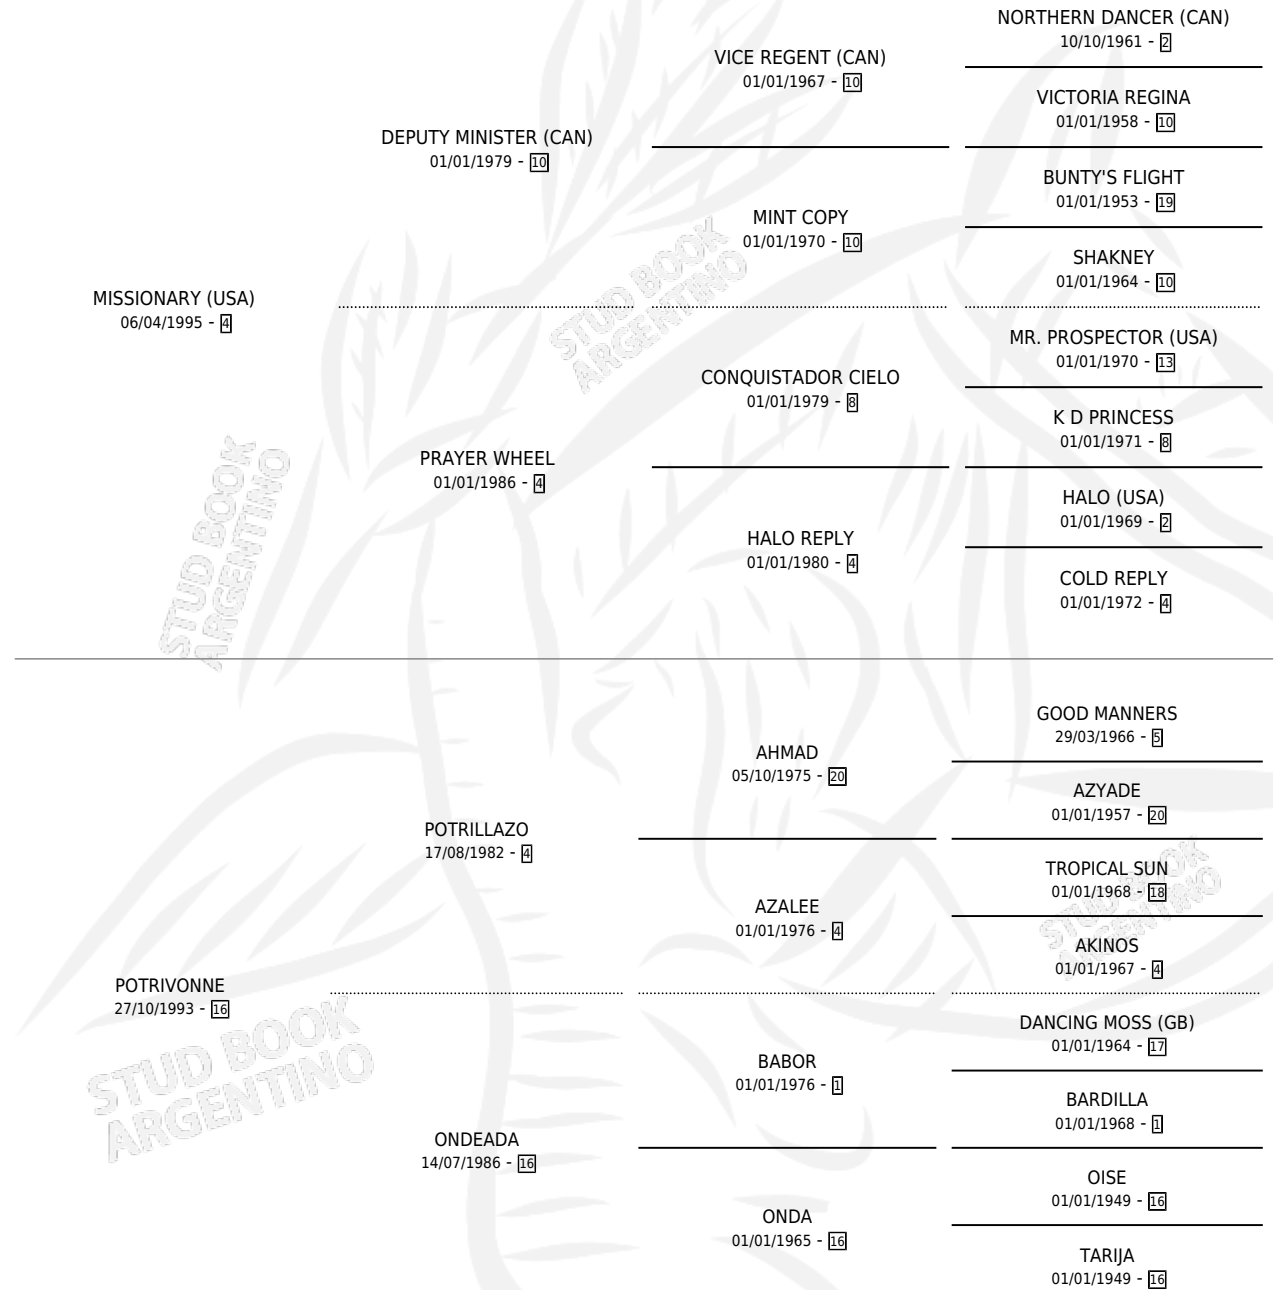 NORTHERN DANCER (CAN)
10/10/1961 - 2
VICE REGENT (CAN)
01/01/1967 - 10
VICTORIA REGINA
01/01/1958 - 10
DEPUTY MINISTER (CAN)
01/01/1979 - 10
BUNTY'S FLIGHT
01/01/1953 - 19
MINT COPY
01/01/1970 - 10
SHAKNEY
01/01/1964 - 10
MISSIONARY (USA)
06/04/1995 - 4
STUD BOOK
ARGENTINO
MR. PROSPECTOR (USA)
01/01/1970 - 13
CONQUISTADOR CIELO
01/01/1979 - 8
K D PRINCESS
01/01/1971 - 8
PRAYER WHEEL
01/01/1986 - 4
HALO (USA)
01/01/1969 - 2
HALO REPLY
01/01/1980 - 4
COLD REPLY
01/01/1972 - 4
STUD BOOK
ARGENTINO
GOOD MANNERS
29/03/1966 - 5
AHMAD
05/10/1975 - 20
AZYADE
01/01/1957 - 20
POTRILLAZO
17/08/1982 - 4
TROPICAL SUN
01/01/1968 - 18
AZALEE
01/01/1976 - 4
AKINOS
01/01/1967 - 4
STUD BOOK
ARGENTINO
POTRIVONNE
27/10/1993 - 16
DANCING MOSS (GB)
01/01/1964 - 17
BABOR
01/01/1976 - 1
BARDILLA
01/01/1968 - 1
STUD BOOK
ARGENTINO
ONDEADA
14/07/1986 - 16
OISE
01/01/1949 - 16
ONDA
01/01/1965 - 16
TARIJA
01/01/1949 - 16